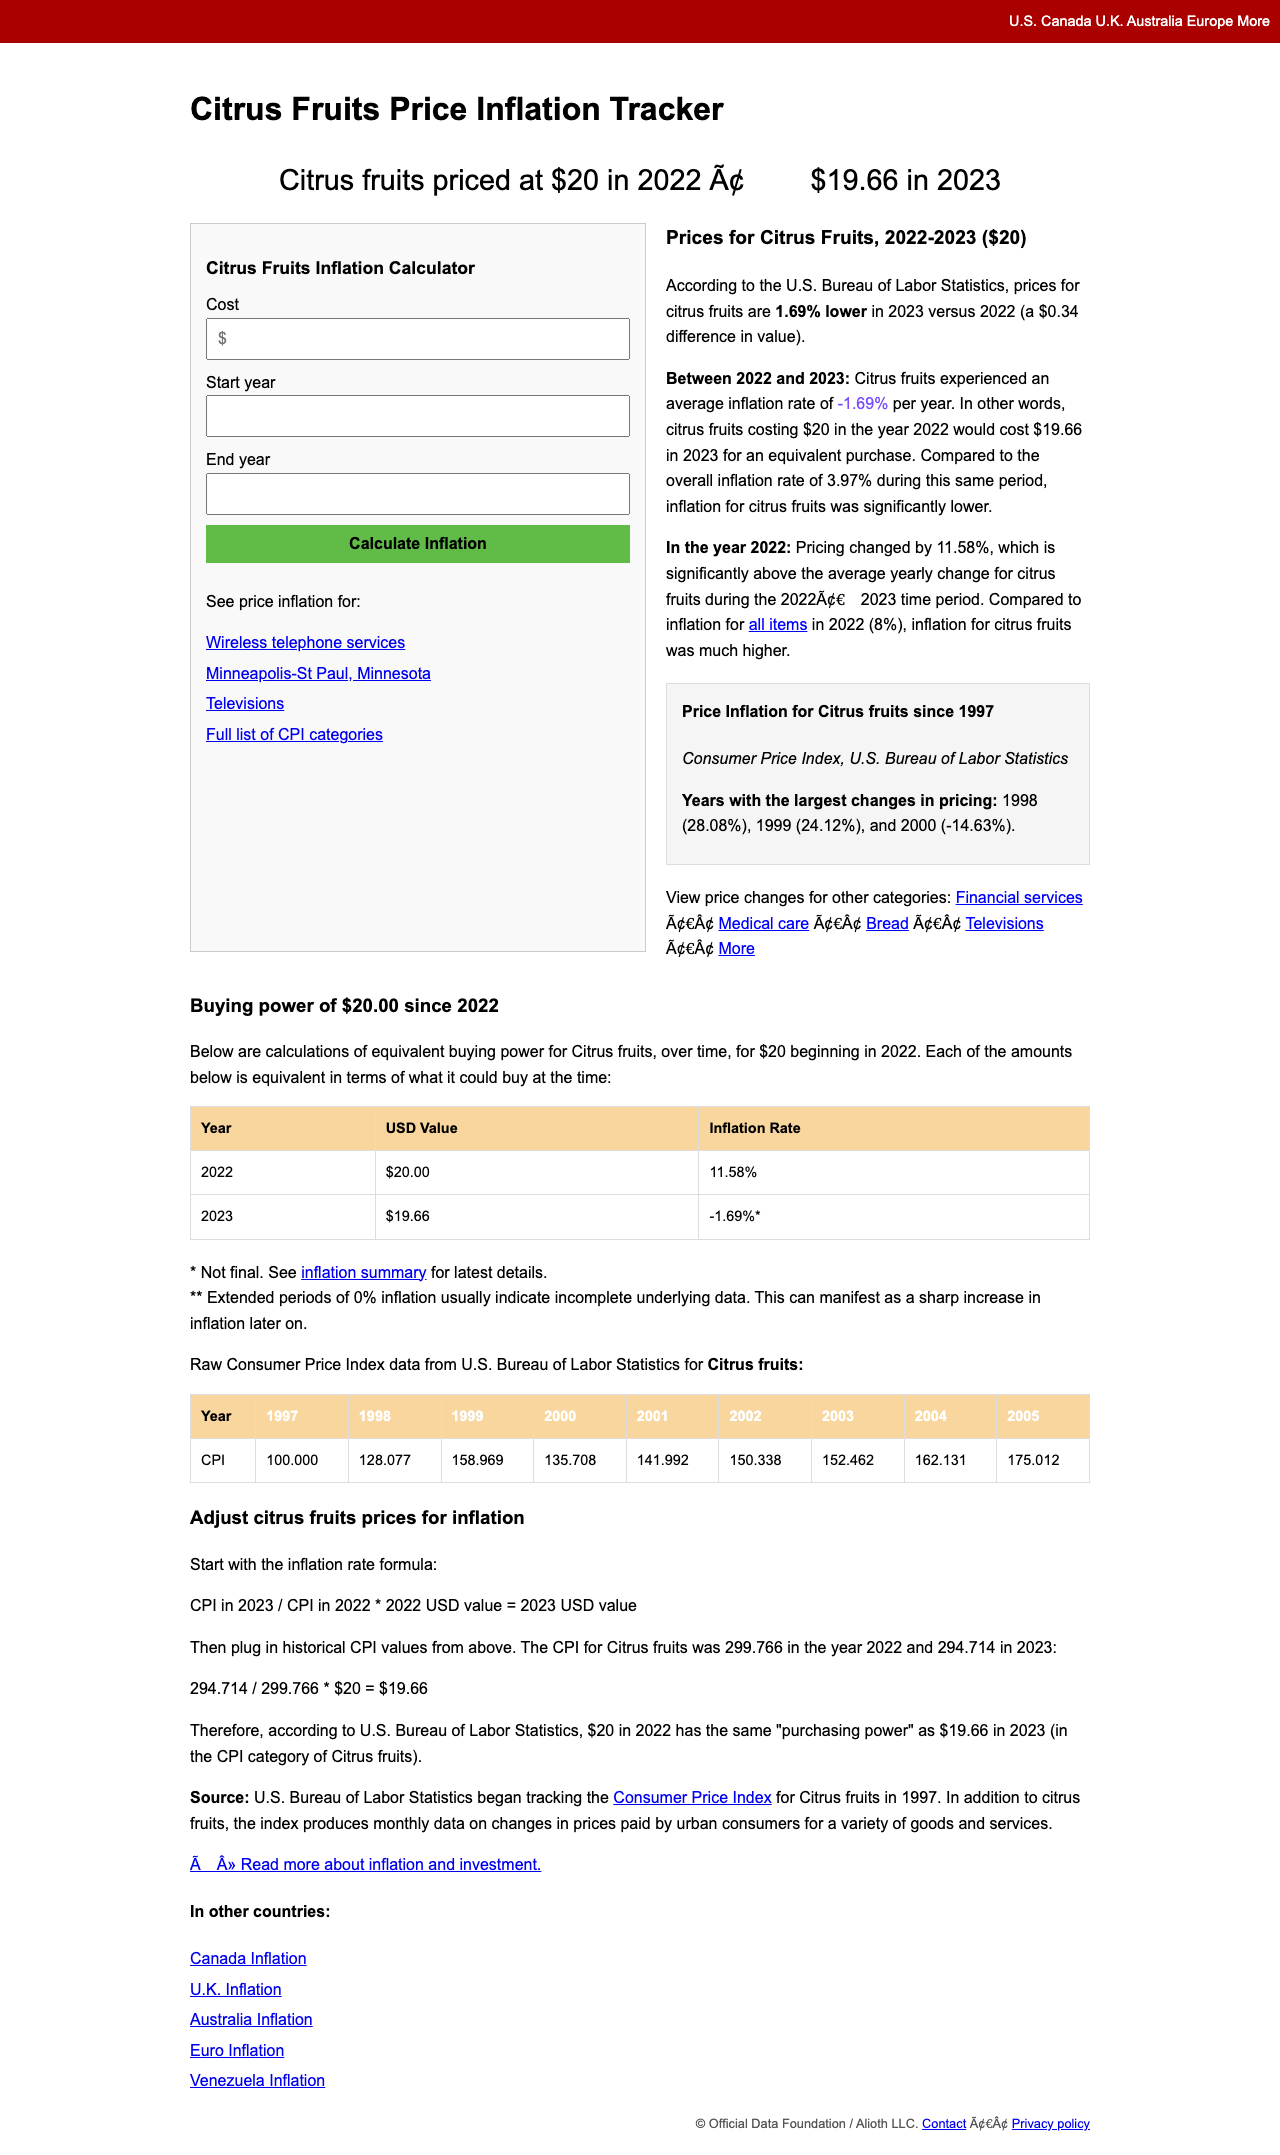 U.S. Canada U.K. Australia Europe More
Citrus Fruits Price Inflation Tracker
Citrus fruits priced at $20 in 2022 Ã¢ $19.66 in 2023
Citrus Fruits Inflation Calculator
Cost
$
Start year
End year
Calculate Inflation
See price inflation for:
Wireless telephone services
Minneapolis-St Paul, Minnesota
Televisions
Full list of CPI categories
Prices for Citrus Fruits, 2022-2023 ($20)
According to the U.S. Bureau of Labor Statistics, prices for
citrus fruits are 1.69% lower in 2023 versus 2022 (a $0.34
difference in value).
Between 2022 and 2023: Citrus fruits experienced an
average inflation rate of -1.69% per year. In other words,
citrus fruits costing $20 in the year 2022 would cost $19.66
in 2023 for an equivalent purchase. Compared to the
overall inflation rate of 3.97% during this same period,
inflation for citrus fruits was significantly lower.
In the year 2022: Pricing changed by 11.58%, which is
significantly above the average yearly change for citrus
fruits during the 2022Ã¢€ 2023 time period. Compared to
inflation for all items in 2022 (8%), inflation for citrus fruits
was much higher.
Price Inflation for Citrus fruits since 1997
Consumer Price Index, U.S. Bureau of Labor Statistics
Years with the largest changes in pricing: 1998
(28.08%), 1999 (24.12%), and 2000 (-14.63%).
View price changes for other categories: Financial services
Ã¢€Â¢ Medical care Ã¢€Â¢ Bread Ã¢€Â¢ Televisions
Ã¢€Â¢ More
Buying power of $20.00 since 2022
Below are calculations of equivalent buying power for Citrus fruits, over time, for $20 beginning in 2022. Each of the amounts
below is equivalent in terms of what it could buy at the time:
Year USD Value Inflation Rate
2022 $20.00 11.58%
2023 $19.66 -1.69%*
* Not final. See inflation summary for latest details.
** Extended periods of 0% inflation usually indicate incomplete underlying data. This can manifest as a sharp increase in
inflation later on.
Raw Consumer Price Index data from U.S. Bureau of Labor Statistics for Citrus fruits:
Year 1997 1998 1999 2000 2001 2002 2003 2004 2005
CPI 100.000 128.077 158.969 135.708 141.992 150.338 152.462 162.131 175.012
Adjust citrus fruits prices for inflation
Start with the inflation rate formula:
CPI in 2023 / CPI in 2022 * 2022 USD value = 2023 USD value
Then plug in historical CPI values from above. The CPI for Citrus fruits was 299.766 in the year 2022 and 294.714 in 2023:
294.714 / 299.766 * $20 = $19.66
Therefore, according to U.S. Bureau of Labor Statistics, $20 in 2022 has the same "purchasing power" as $19.66 in 2023 (in
the CPI category of Citrus fruits).
Source: U.S. Bureau of Labor Statistics began tracking the Consumer Price Index for Citrus fruits in 1997. In addition to citrus
fruits, the index produces monthly data on changes in prices paid by urban consumers for a variety of goods and services.
Ã Â» Read more about inflation and investment.
In other countries:
Canada Inflation
U.K. Inflation
Australia Inflation
Euro Inflation
Venezuela Inflation
© Official Data Foundation / Alioth LLC. Contact Ã¢€Â¢ Privacy policy